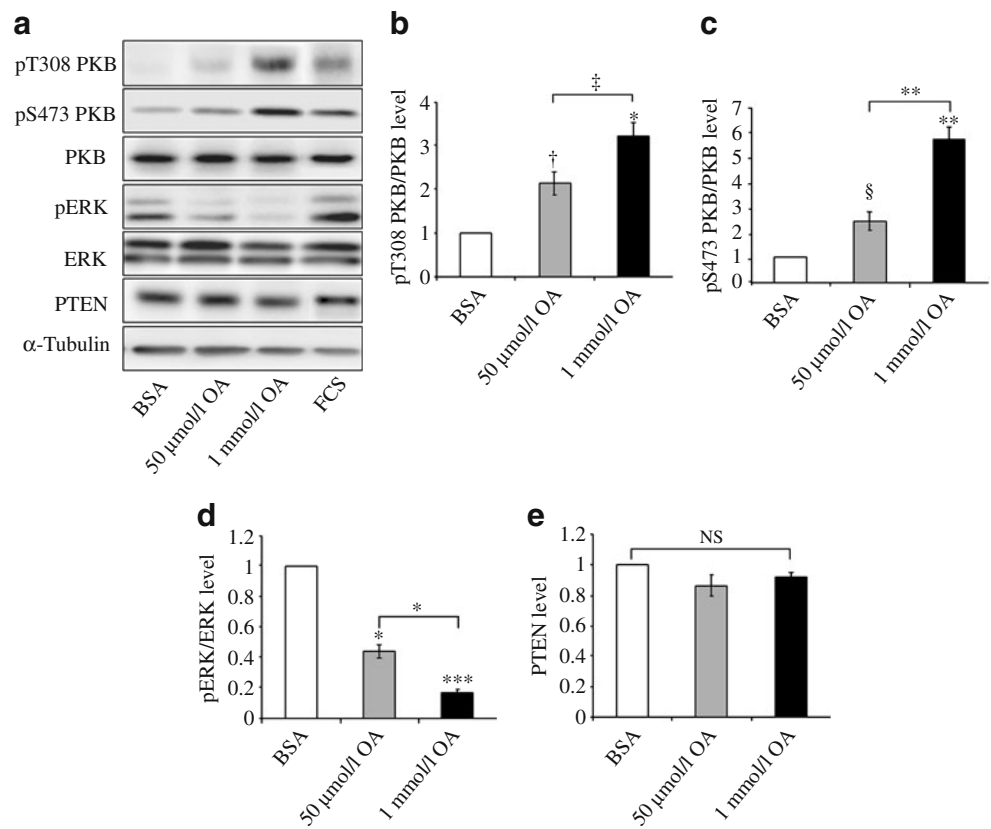 a
pT308 PKB
pS473 PKB
PKB
pERK
ERK
PTEN
α-Tubulin
BSA
50 µmol/l OA
1 mmol/l OA
FCS
b
pT308 PKB/PKB level
4
3
2
1
0
†
*
‡
BSA
50 µmol/l OA
1 mmol/l OA
c
pS473 PKB/PKB level
7
6
5
4
3
2
1
0
§
**
**
BSA
50 µmol/l OA
1 mmol/l OA
d
pERK/ERK level
1.2
1
0.8
0.6
0.4
0.2
0
*
*
***
BSA
50 µmol/l OA
1 mmol/l OA
e
PTEN level
1.2
1
0.8
0.6
0.4
0.2
0
NS
BSA
50 µmol/l OA
1 mmol/l OA